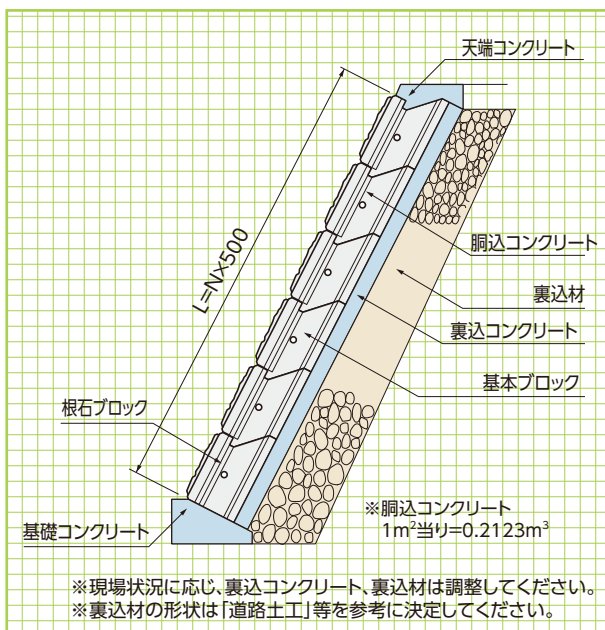 天端コンクリート
L=N×500
胴込コンクリート
裏込材
裏込コンクリート
基本ブロック
根石ブロック
基礎コンクリート
※胴込コンクリート
1m²当り=0.2123m³
※現場状況に応じ、裏込コンクリート、裏込材は調整してください。
※裏込材の形状は「道路土工」等を参考に決定してください。